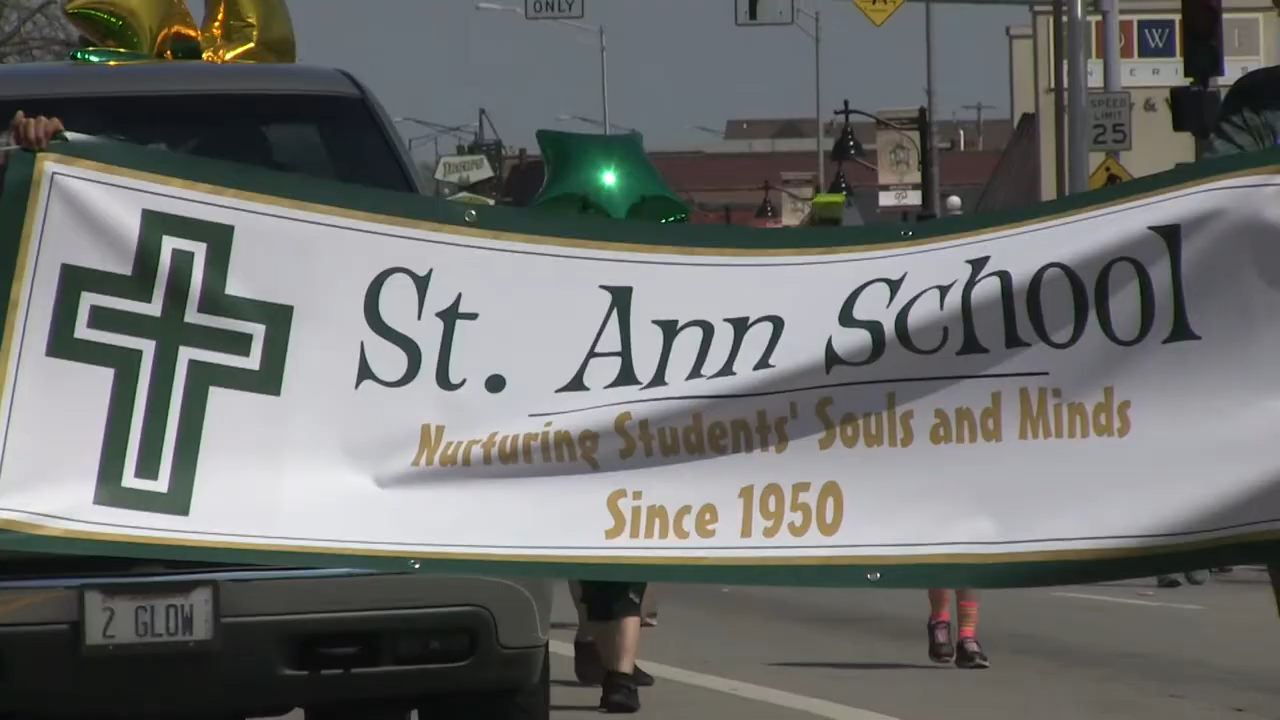 ONLY
W
SPEED
LIMIT
25
St. Ann School
Nurturing Students' Souls and Minds
Since 1950
2 GLOW